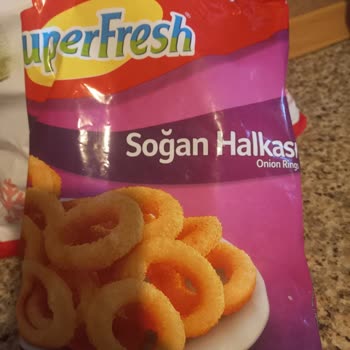 uperFresh
Soğan Halkası
Onion Rings